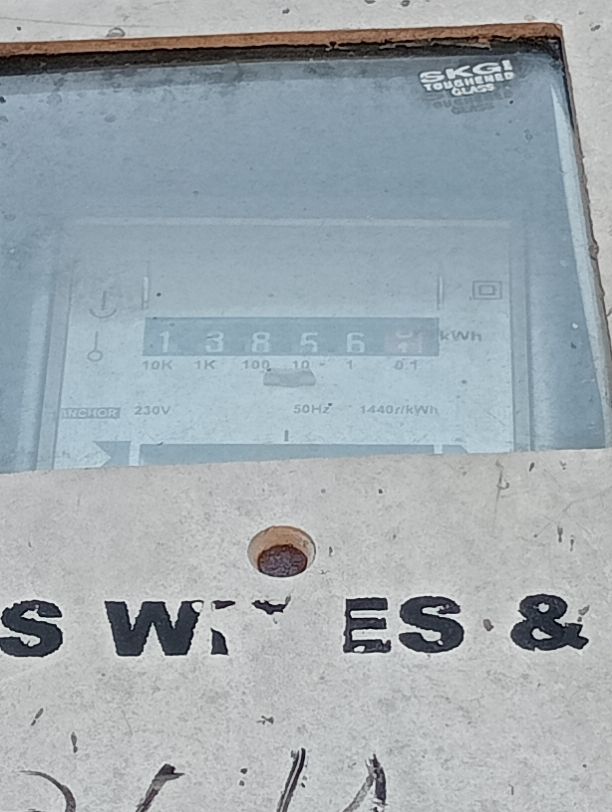 SKGI
TOUGHENED
GLASS
1 3 8 5 6
kWh
10K 1K 100 10 1 0.1
ANCHOR 230V 50Hz 1440r/kWh
S W ES &